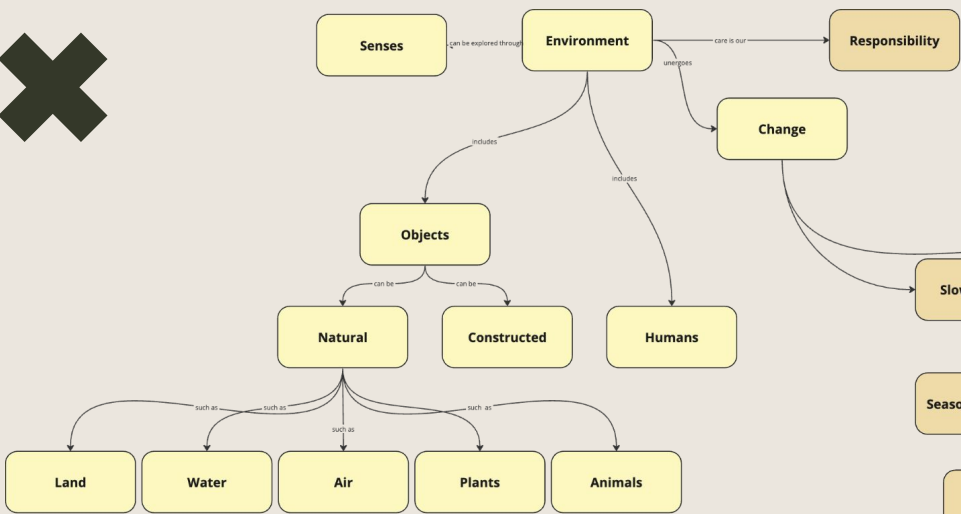 Senses
can be explored through
Environment
care is our
Responsibility
unergoes
Change
includes
includes
Objects
can be
can be
Natural
Constructed
Humans
such as
such as
such as
such as
Land
Water
Air
Plants
Animals